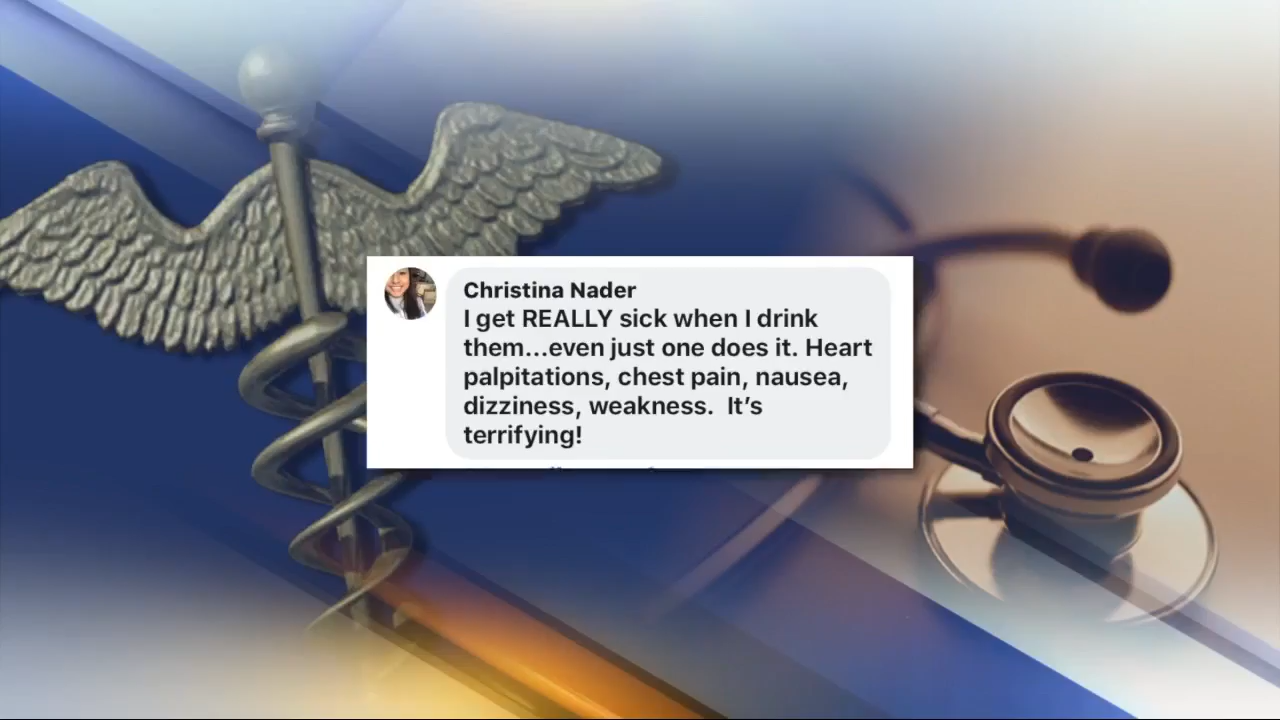 Christina Nader
I get REALLY sick when I drink
them...even just one does it. Heart
palpitations, chest pain, nausea,
dizziness, weakness.  It's
terrifying!